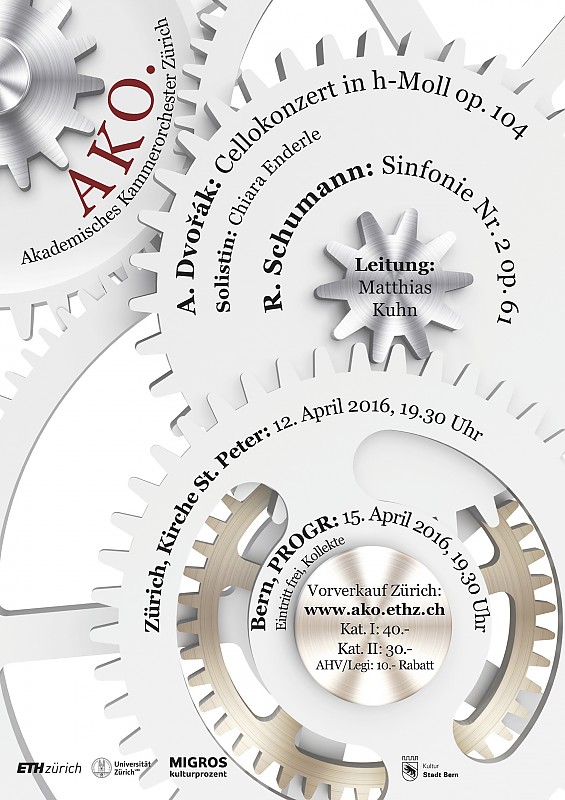 AKO.
Akademisches Kammerorchester Zürich
A. Dvořák: Cellokonzert in h-Moll op. 104
Solistin: Chiara Enderle
R. Schumann: Sinfonie Nr. 2 op. 61
Leitung:
Matthias
Kuhn
Zürich, Kirche St. Peter: 12. April 2016, 19.30 Uhr
Bern, PROGR: 15. April 2016, 19.30 Uhr
Eintritt frei, Kollekte
Vorverkauf Zürich:
www.ako.ethz.ch
Kat. I: 40.-
Kat. II: 30.-
AHV/Legi: 10.- Rabatt
ETH zürich
Universität
Zürich UZH
MIGROS
kulturprozent
Kultur
Stadt Bern